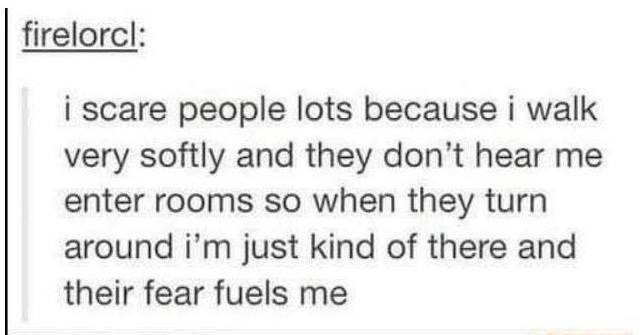 firelorcl:
i scare people lots because i walk
very softly and they don't hear me
enter rooms so when they turn
around i'm just kind of there and
their fear fuels me